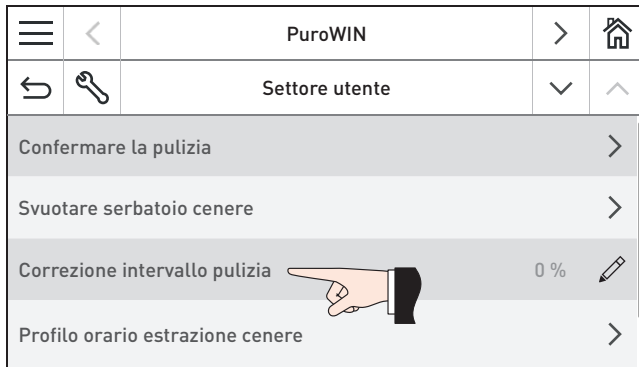 PuroWIN
Settore utente
Confermare la pulizia
Svuotare serbatoio cenere
Correzione intervallo pulizia 0 %
Profilo orario estrazione cenere